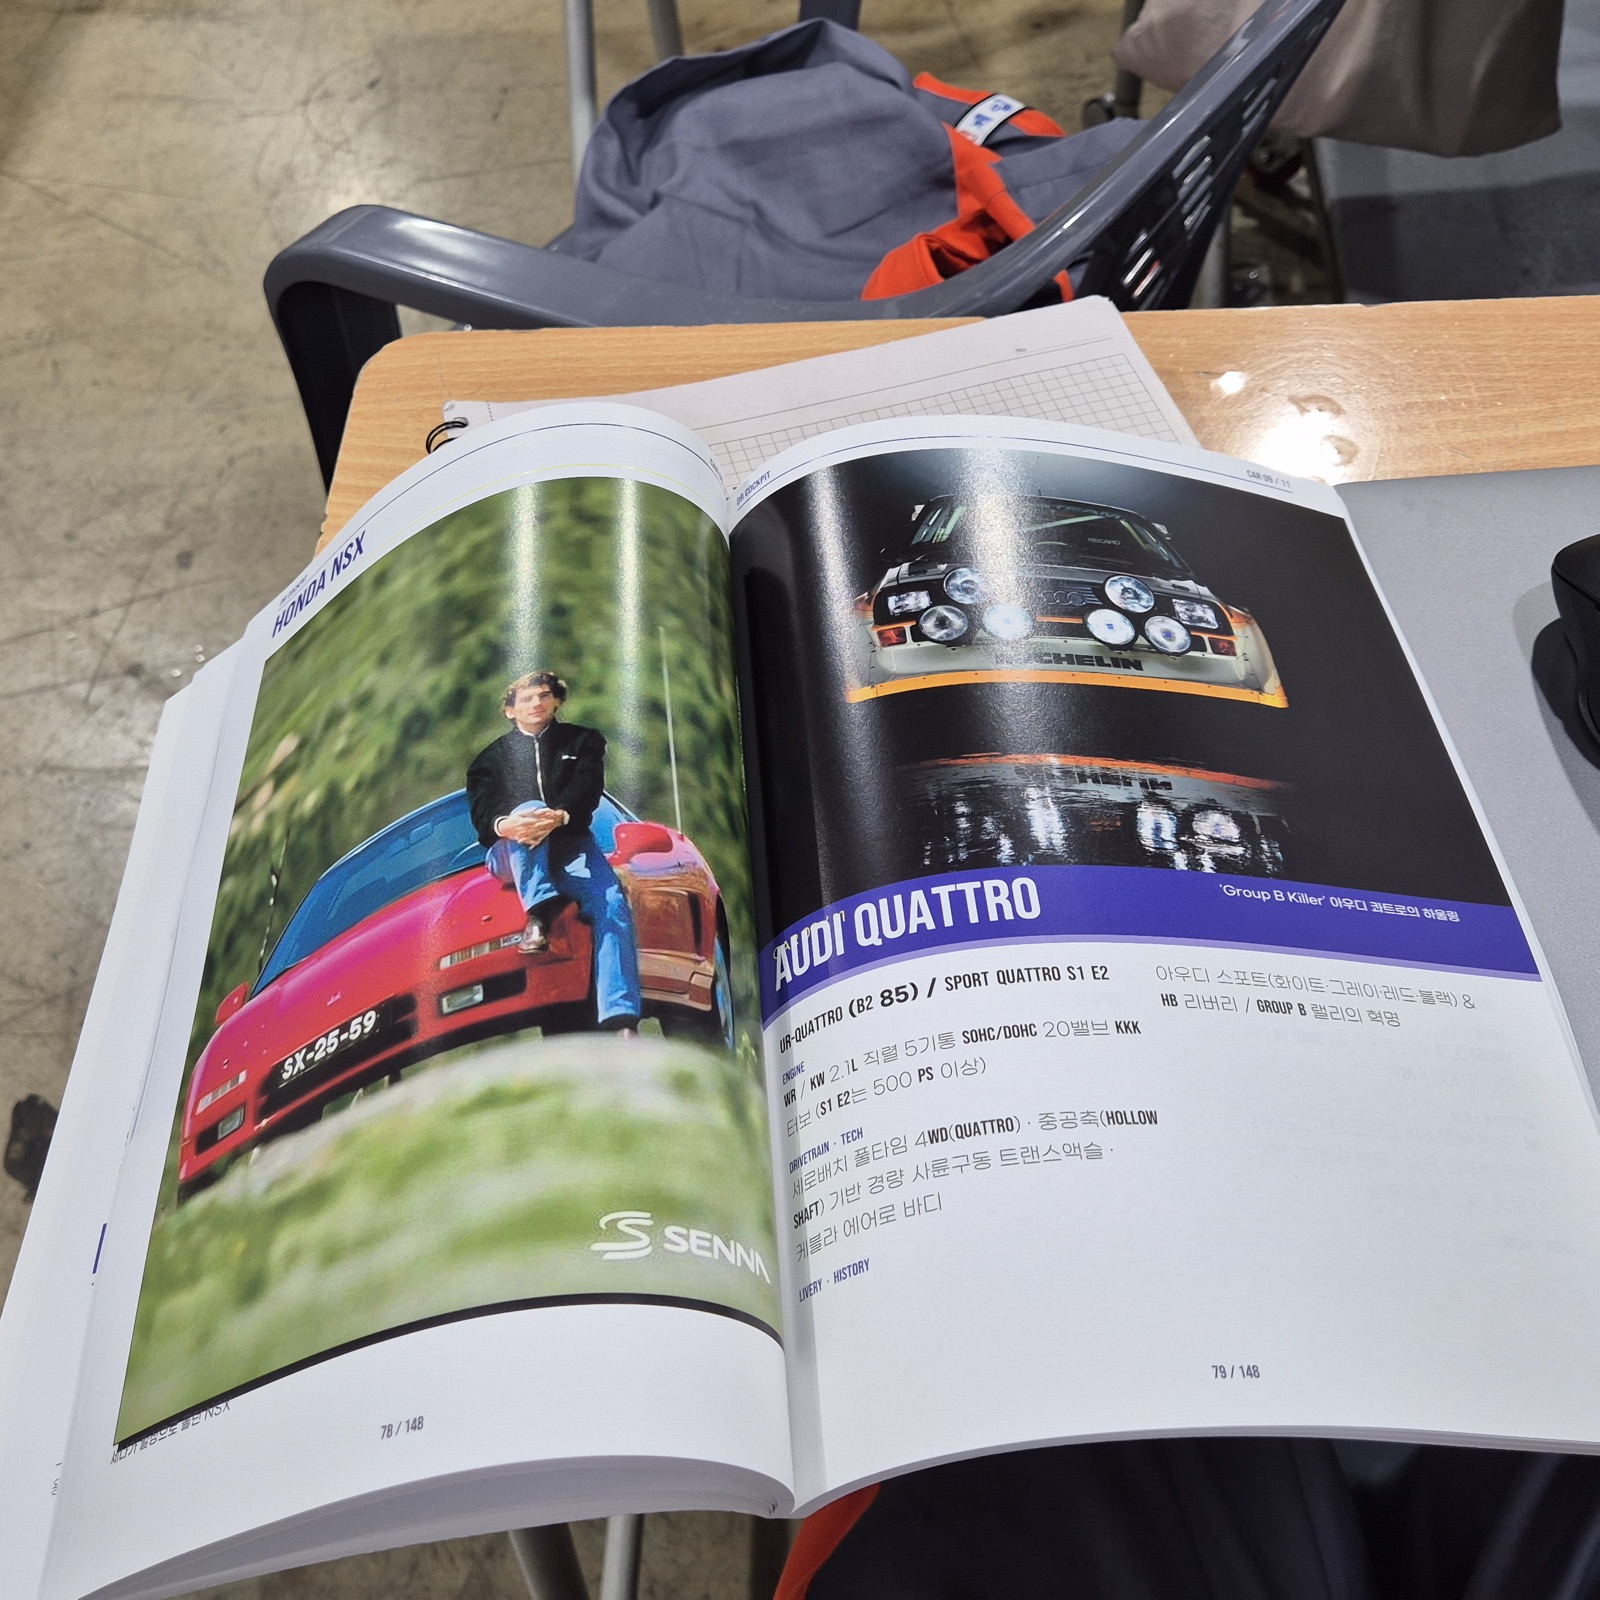 HONDA NSX
SX-25-59
SENNA
78 / 148
DR COCKPIT
CAR 09 / 11
RECARO
MICHELIN
AUDI QUATTRO
'Group B Killer' 아우디 콰트로의 하울링
UR-QUATTRO (B2 85) / SPORT QUATTRO S1 E2
ENGINE
WR / KW 2.1L 직렬 5기통 SOHC/DOHC 20밸브 KKK
터보 (S1 E2는 500 PS 이상)
DRIVETRAIN · TECH
세로배치 풀타임 4WD(QUATTRO) · 중공축(HOLLOW
SHAFT) 기반 경량 사륜구동 트랜스액슬 ·
케블라 에어로 바디
LIVERY · HISTORY
아우디 스포트(화이트·그레이·레드·블랙) &
HB 리버리 / GROUP B 랠리의 혁명
79 / 148